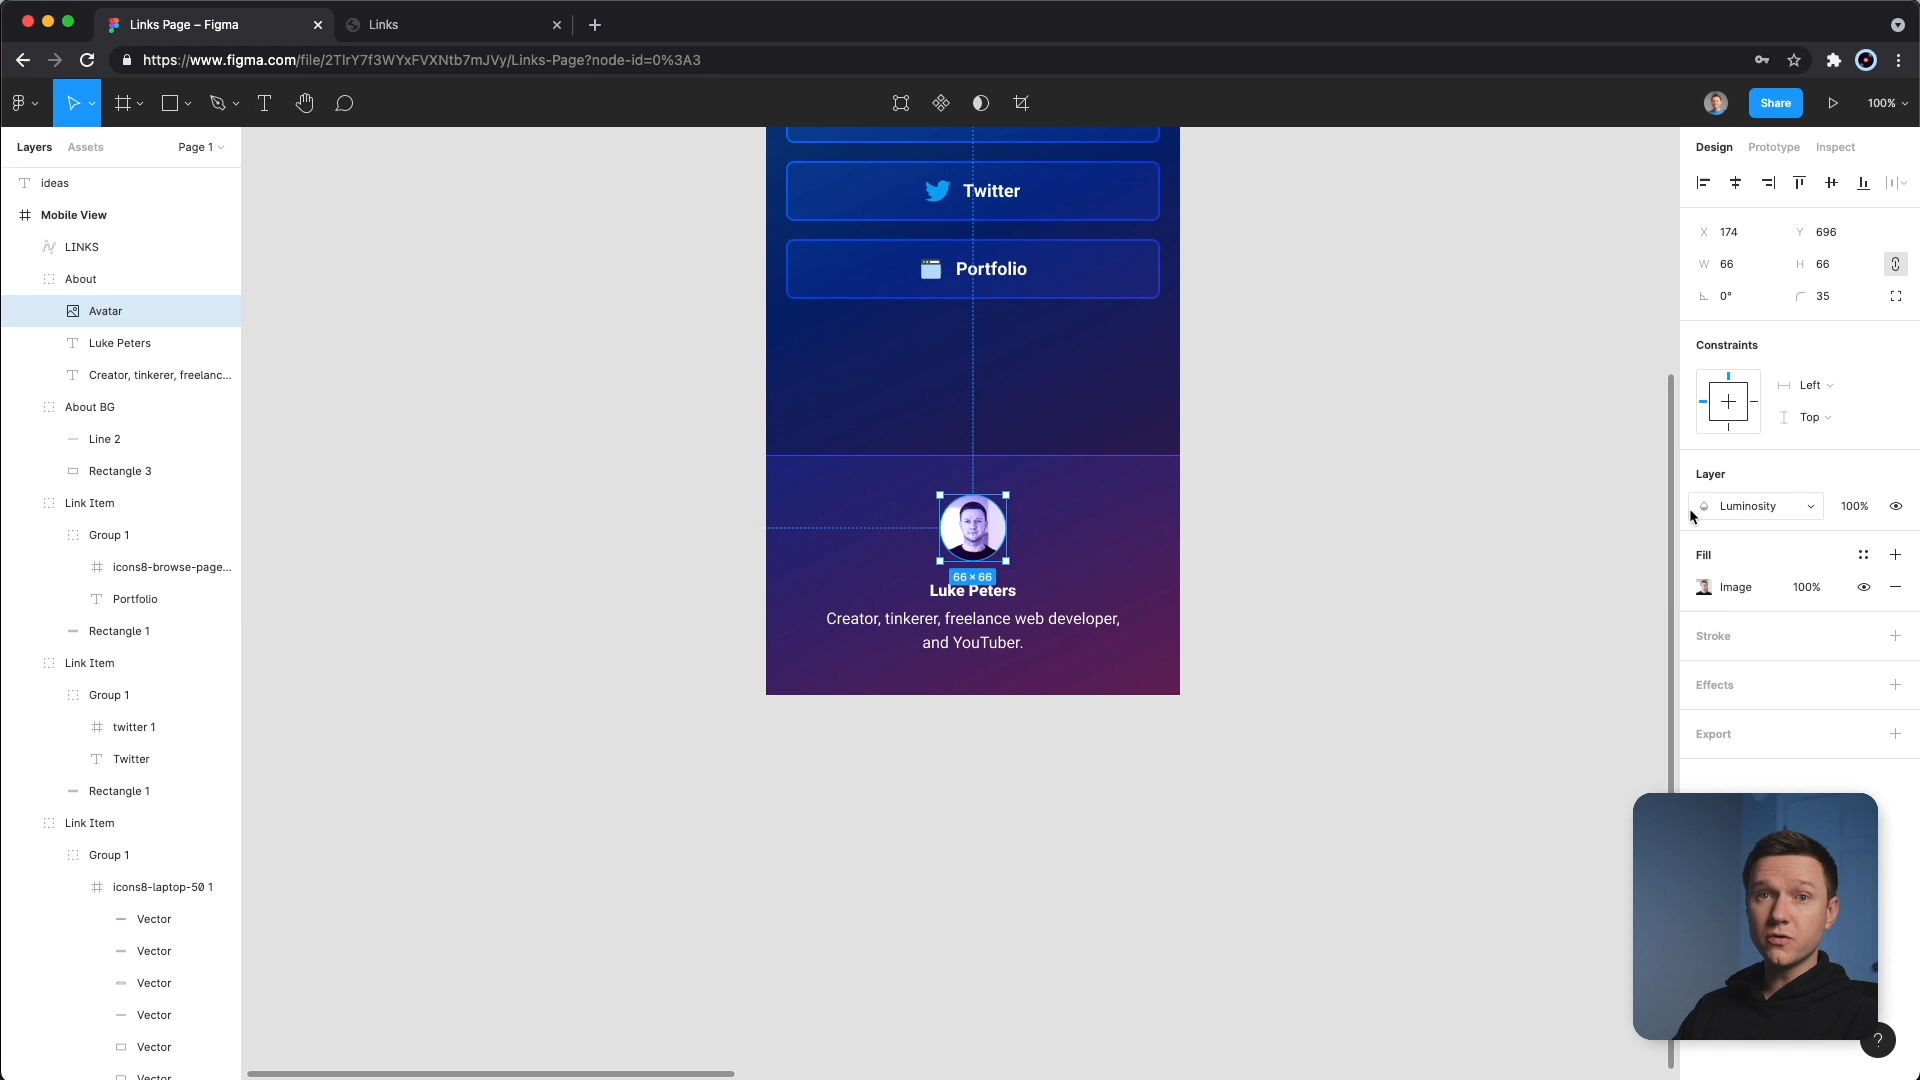 Links Page – Figma
Links
https://www.figma.com/file/2TIrY7f3WYxFVXNtb7mJVy/Links-Page?node-id=0%3A3
Share
100%
Layers
Assets
Page 1
ideas
Mobile View
LINKS
About
Avatar
Luke Peters
Creator, tinkerer, freelanc...
About BG
Line 2
Rectangle 3
Link Item
Group 1
icons8-browse-page...
Portfolio
Rectangle 1
Link Item
Group 1
twitter 1
Twitter
Rectangle 1
Link Item
Group 1
icons8-laptop-50 1
Vector
Vector
Vector
Vector
Vector
Vector
Twitter
Portfolio
66 × 66
Luke Peters
Creator, tinkerer, freelance web developer,
and YouTuber.
Design
Prototype
Inspect
X 174
Y 696
W 66
H 66
0°
35
Constraints
Left
Top
Layer
Luminosity
100%
Fill
Image
100%
Stroke
Effects
Export
?